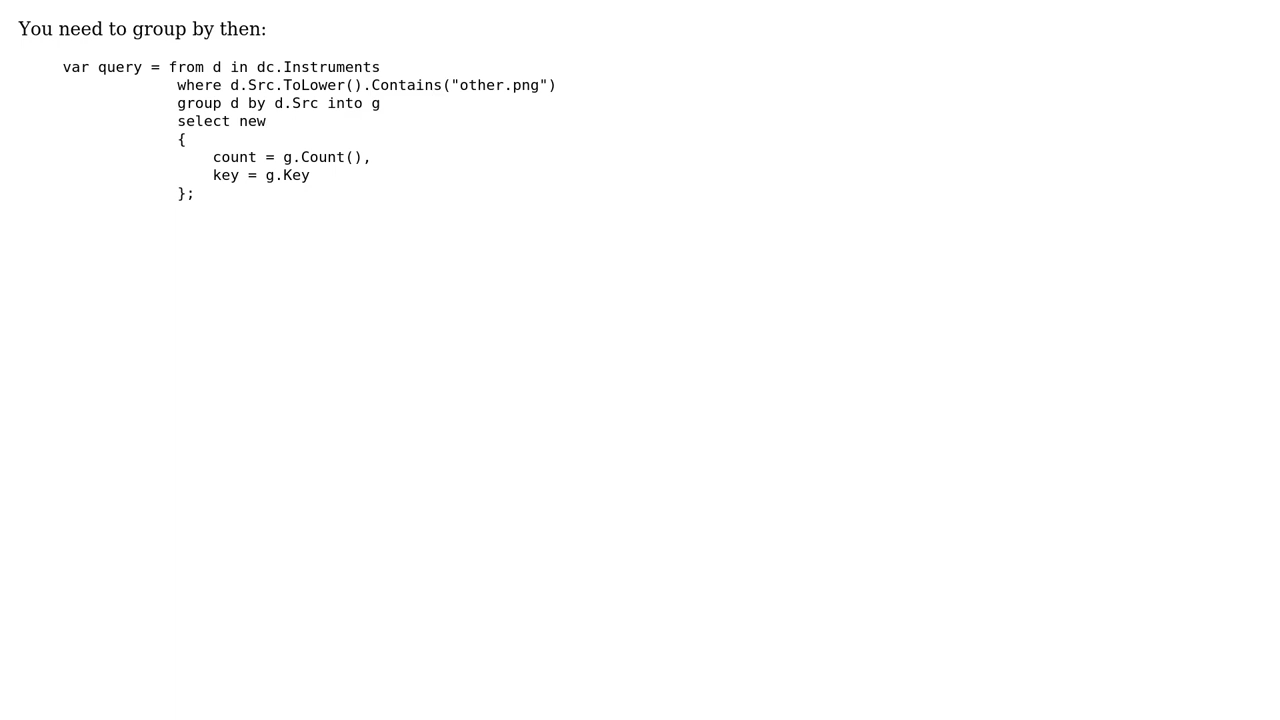 You need to group by then:
var query = from d in dc.Instruments
             where d.Src.ToLower().Contains("other.png")
             group d by d.Src into g
             select new
             {
                 count = g.Count(),
                 key = g.Key
             };